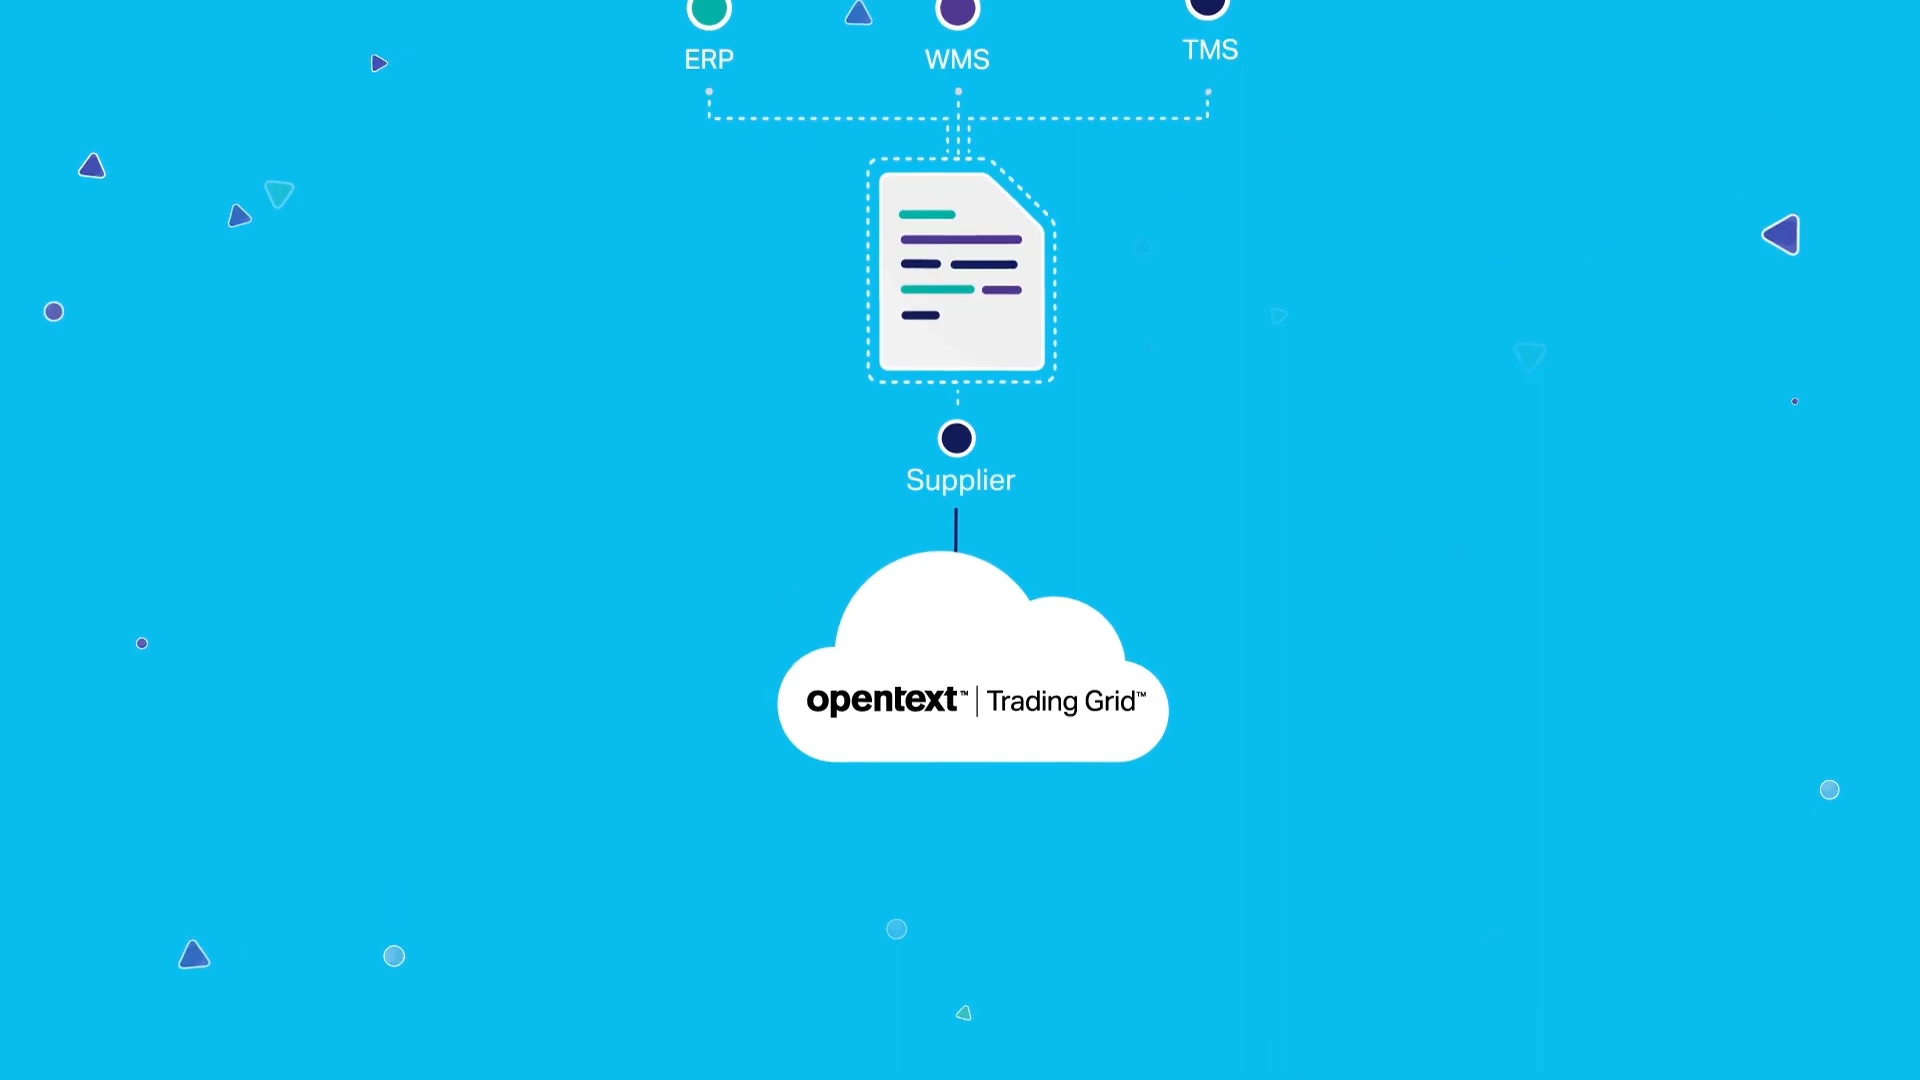 ERP
WMS
TMS
Supplier
opentext™ | Trading Grid™